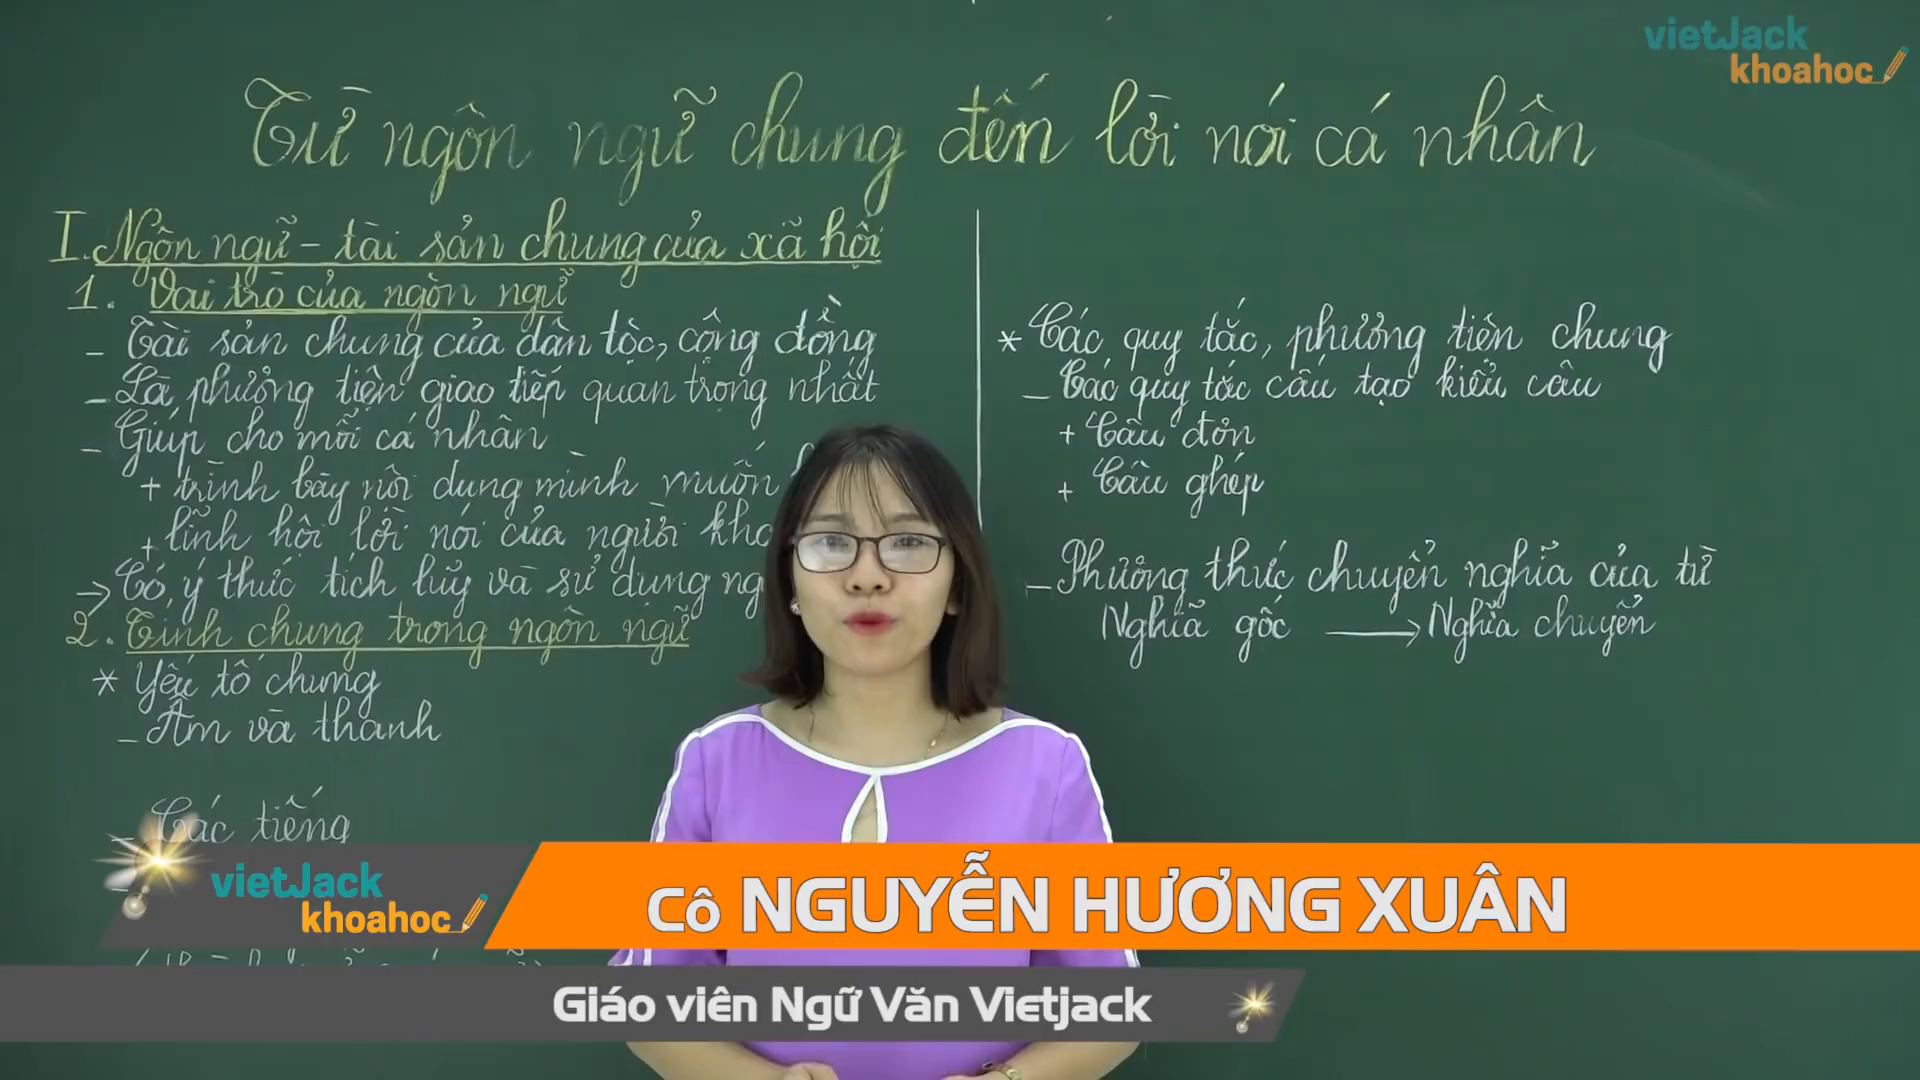 vietJack
khoahoc
Từ ngôn ngữ chung đến lời nói cá nhân
I. Ngôn ngữ - tài sản chung của xã hội
1. Vai trò của ngôn ngữ
- Tài sản chung của dân tộc, cộng đồng
- Là phương tiện giao tiếp quan trọng nhất
- Giúp cho mỗi cá nhân
+ trình bày nội dung mình muốn
+ lĩnh hội lời nói của người
→ Có ý thức tích lũy và sử dụng
2. Tính chung trong ngôn ngữ
* Yếu tố chung
- Âm và thanh
- Các tiếng
* Các quy tắc, phương tiện chung
- Các quy tắc cấu tạo kiểu câu
+ Câu đơn
+ Câu ghép
- Phương thức chuyển nghĩa của từ
Nghĩa gốc → Nghĩa chuyển
vietJack
khoahoc
Cô NGUYỄN HƯƠNG XUÂN
Giáo viên Ngữ Văn Vietjack